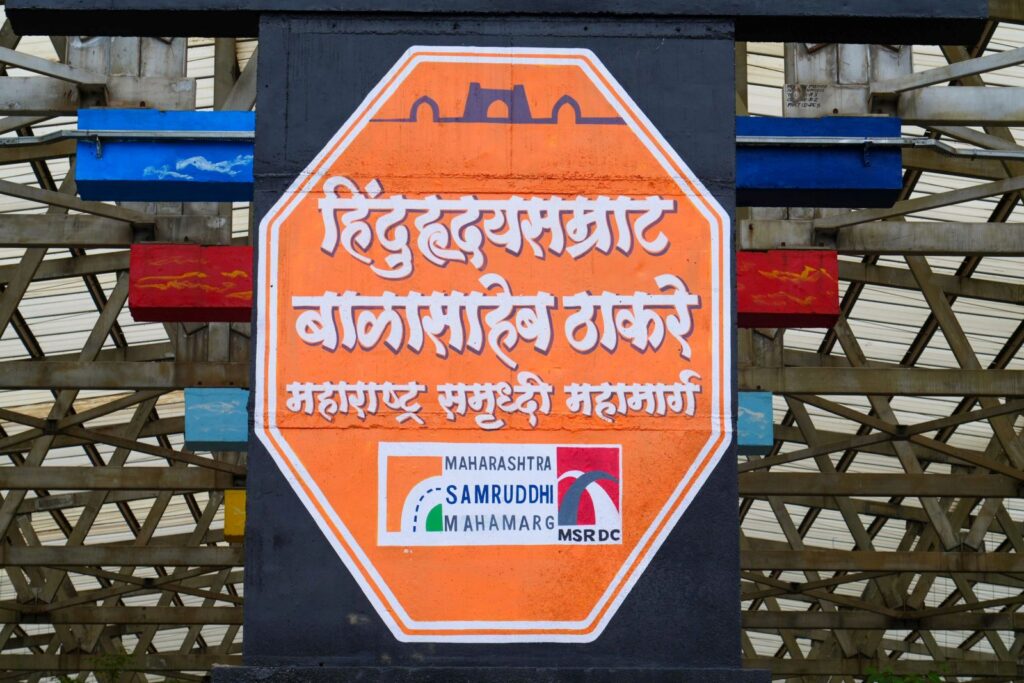 हिंदुहृदयसम्राट
बाळासाहेब ठाकरे
महाराष्ट्र समृध्दी महामार्ग
MAHARASHTRA
SAMRUDDHI
MAHAMARG
MSRDC